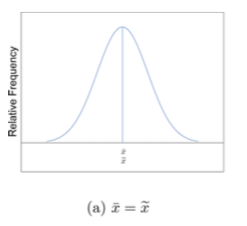 Relative Frequency
x̄
x̃
(a) x̄ = x̃